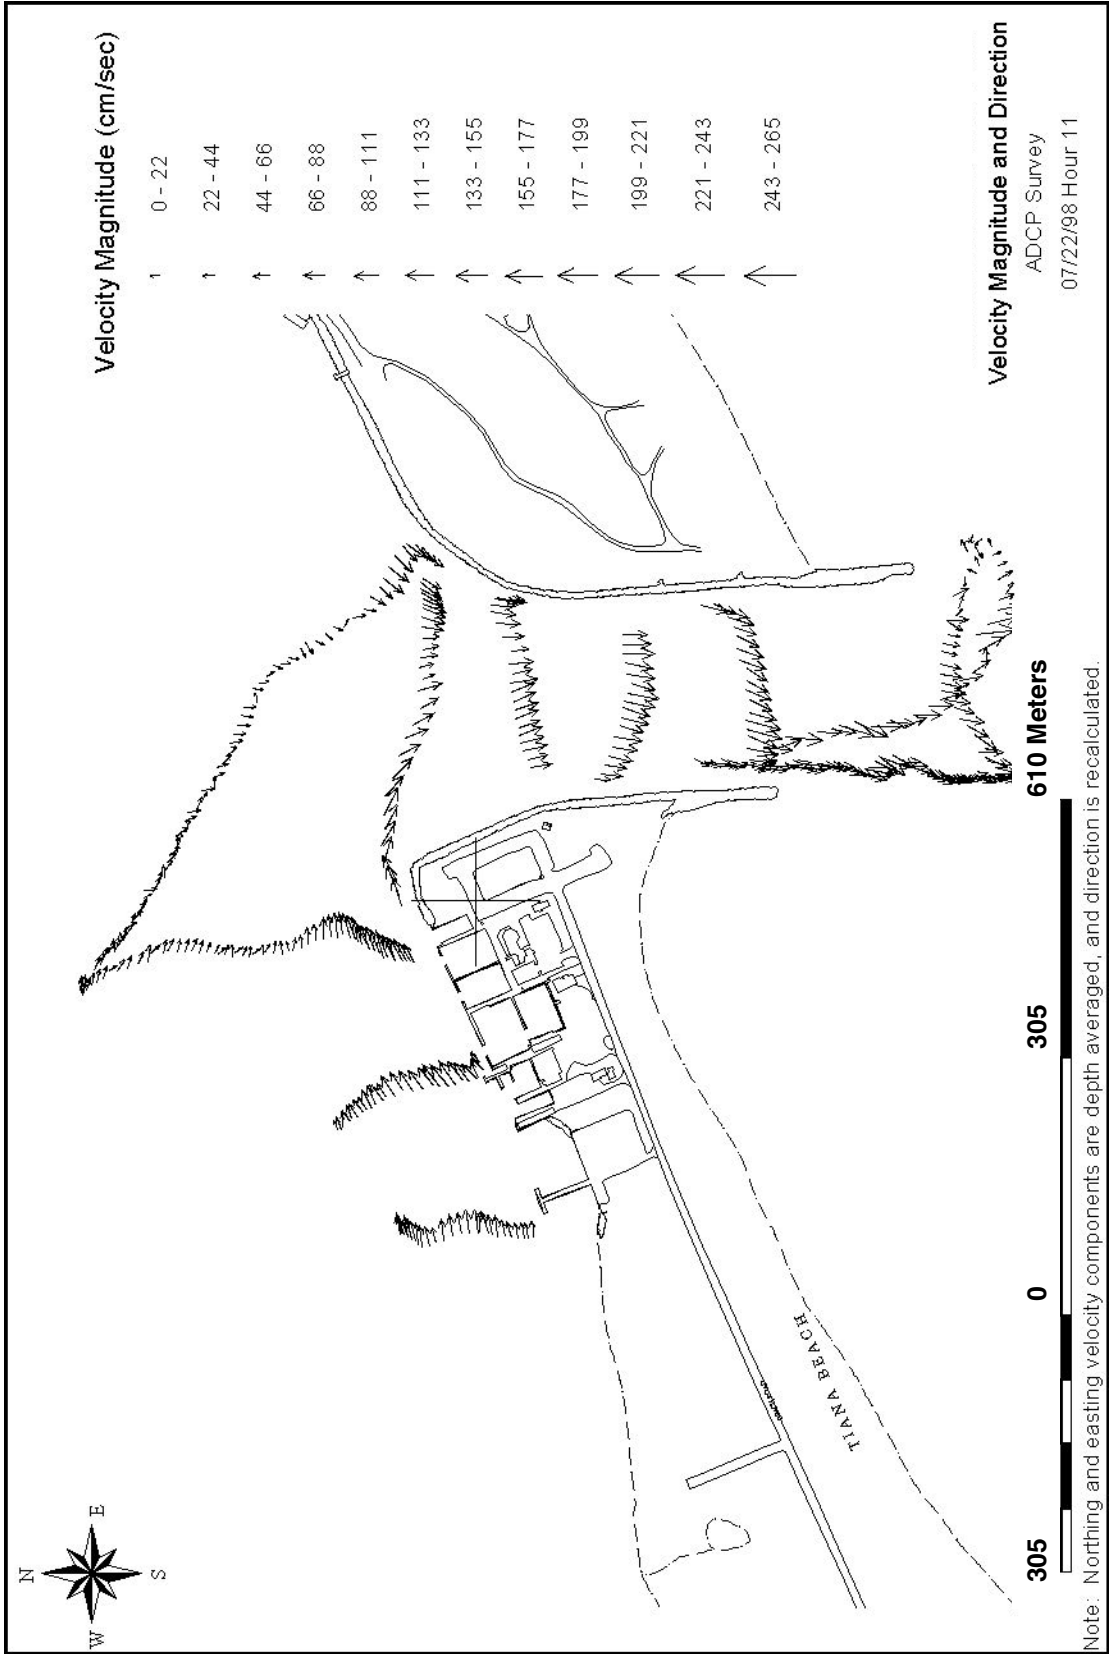 N
W E
S
Velocity Magnitude (cm/sec)
0 - 22
22 - 44
44 - 66
66 - 88
88 - 111
111 - 133
133 - 155
155 - 177
177 - 199
199 - 221
221 - 243
243 - 265
TIANA BEACH
Velocity Magnitude and Direction
ADCP Survey
07/22/98 Hour 11
305 0 305 610 Meters
Note: Northing and easting velocity components are depth averaged, and direction is recalculated.